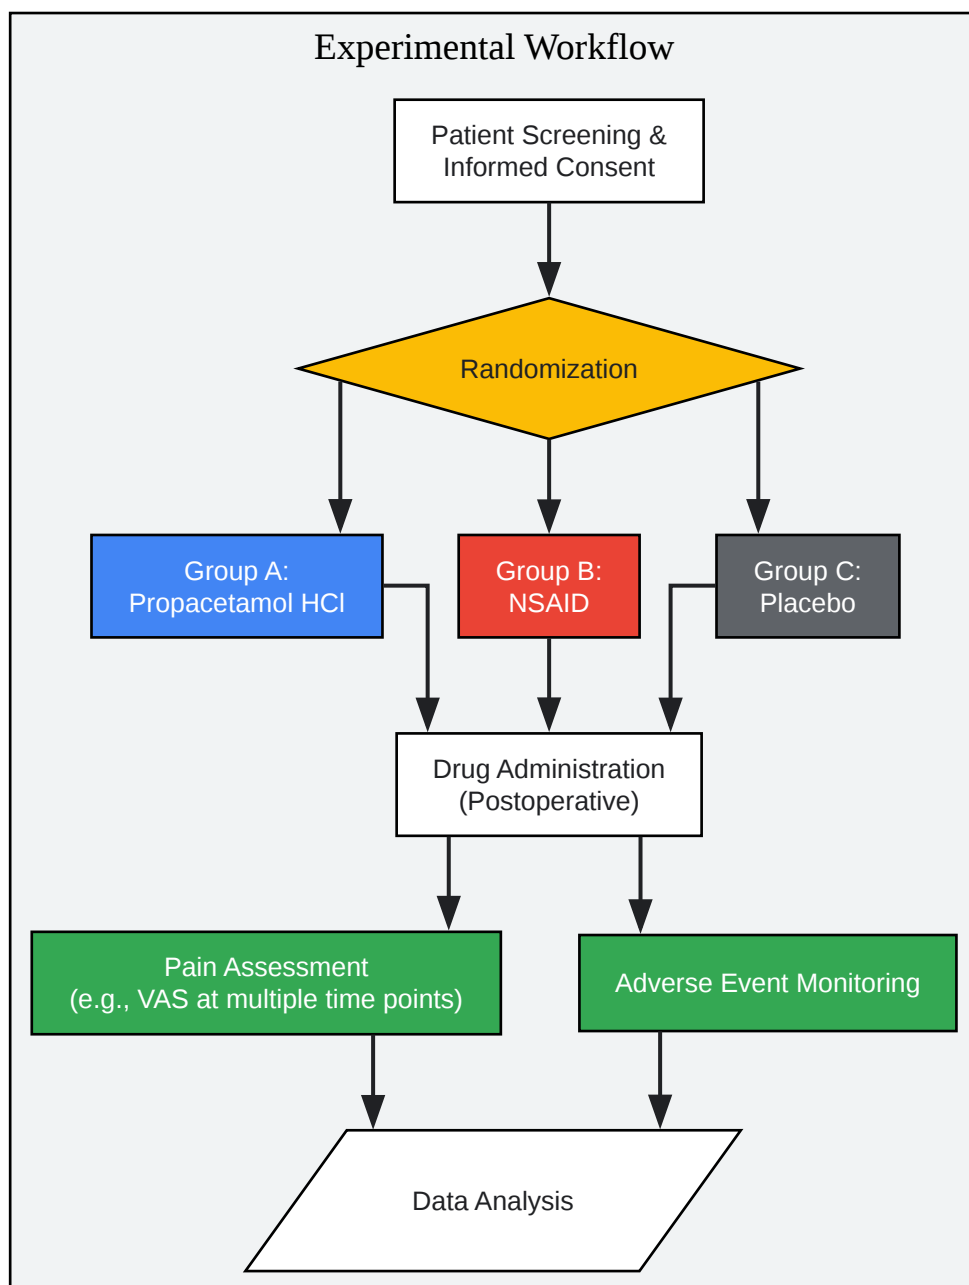 Experimental Workflow
Patient Screening &
Informed Consent
Randomization
Group A:
Propacetamol HCl
Group B:
NSAID
Group C:
Placebo
Drug Administration
(Postoperative)
Pain Assessment
(e.g., VAS at multiple time points)
Adverse Event Monitoring
Data Analysis